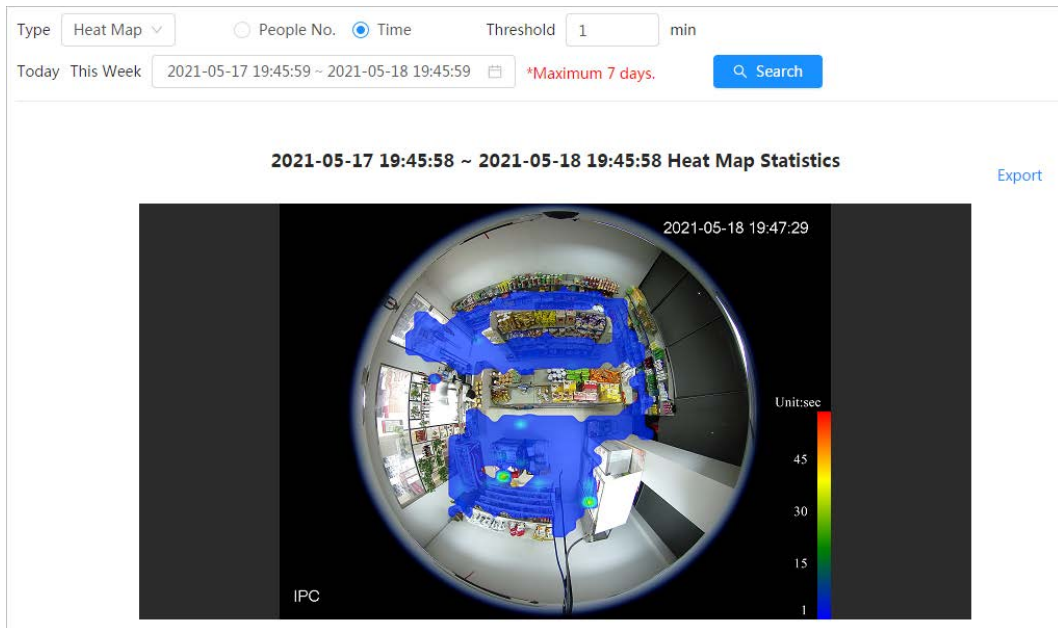 Type Heat Map People No. Time Threshold 1 min
Today This Week 2021-05-17 19:45:59 ~ 2021-05-18 19:45:59 *Maximum 7 days. Search
2021-05-17 19:45:58 ~ 2021-05-18 19:45:58 Heat Map Statistics
Export
2021-05-18 19:47:29
Unit:sec
45
30
15
1
IPC